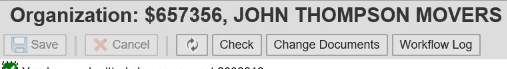 Organization: $657356, JOHN THOMPSON MOVERS
Save Cancel Check Change Documents Workflow Log